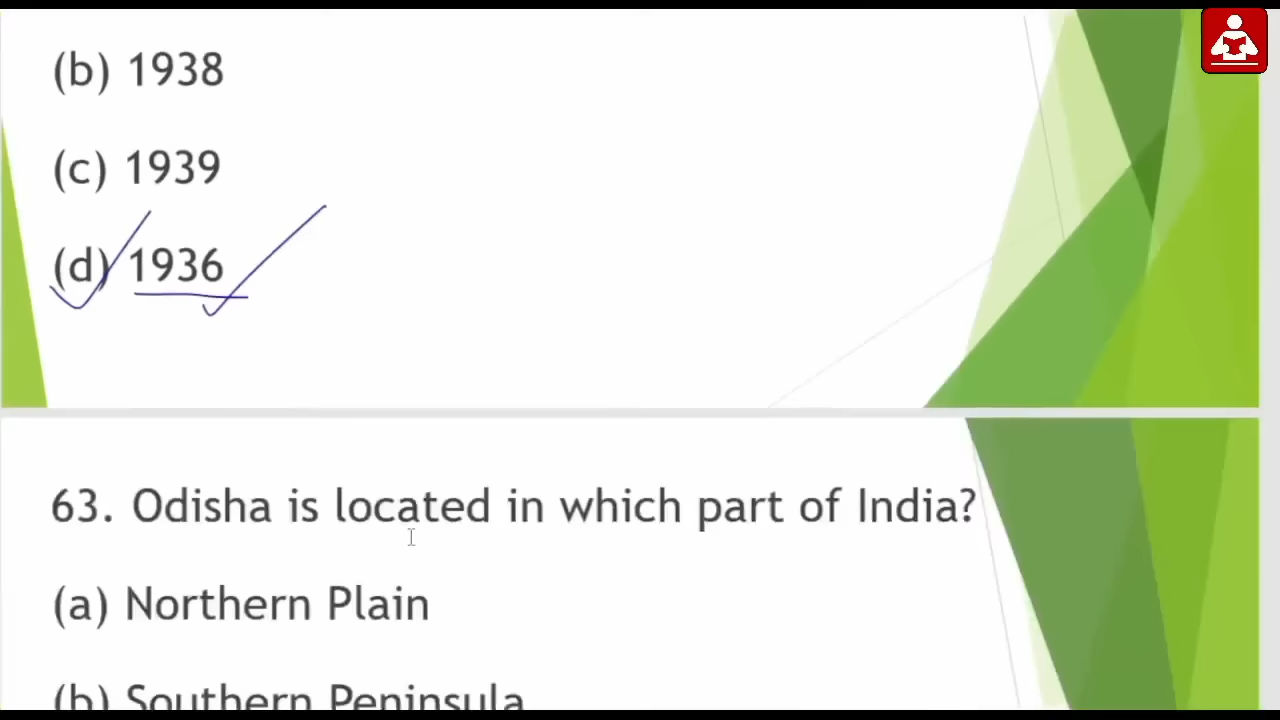 (b) 1938
(c) 1939
(d) 1936
63. Odisha is located in which part of India?
(a) Northern Plain
(b) Southern Peninsula